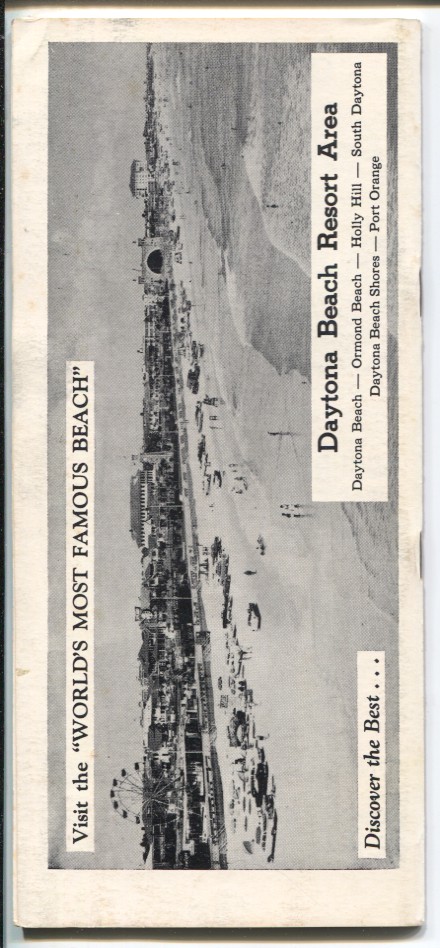 Visit the "WORLD'S MOST FAMOUS BEACH"
Discover the Best . . .
Daytona Beach Resort Area
Daytona Beach — Ormond Beach — Holly Hill — South Daytona
Daytona Beach Shores — Port Orange